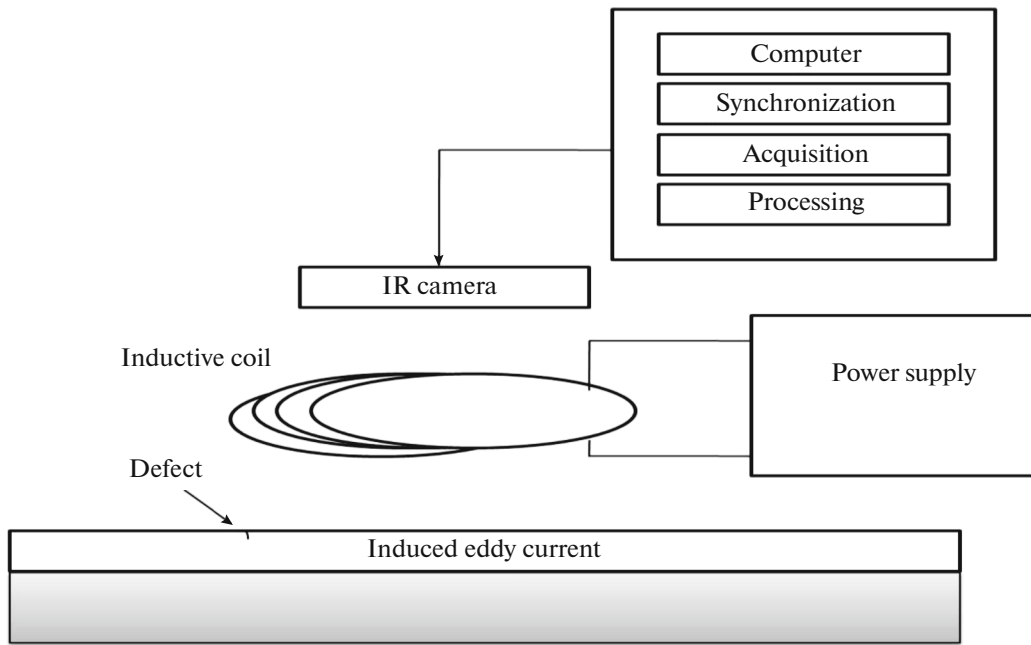 Computer
Synchronization
Acquisition
Processing
IR camera
Inductive coil
Power supply
Defect
Induced eddy current